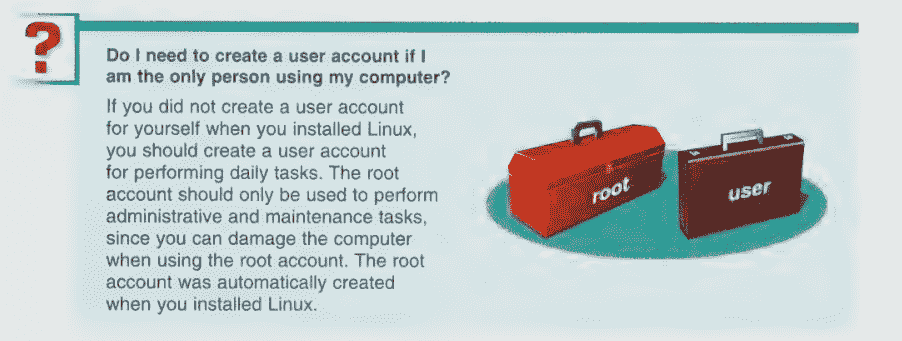 ?
Do I need to create a user account if I
am the only person using my computer?
If you did not create a user account
for yourself when you installed Linux,
you should create a user account
for performing daily tasks. The root
account should only be used to perform
administrative and maintenance tasks,
since you can damage the computer
when using the root account. The root
account was automatically created
when you installed Linux.
root
user